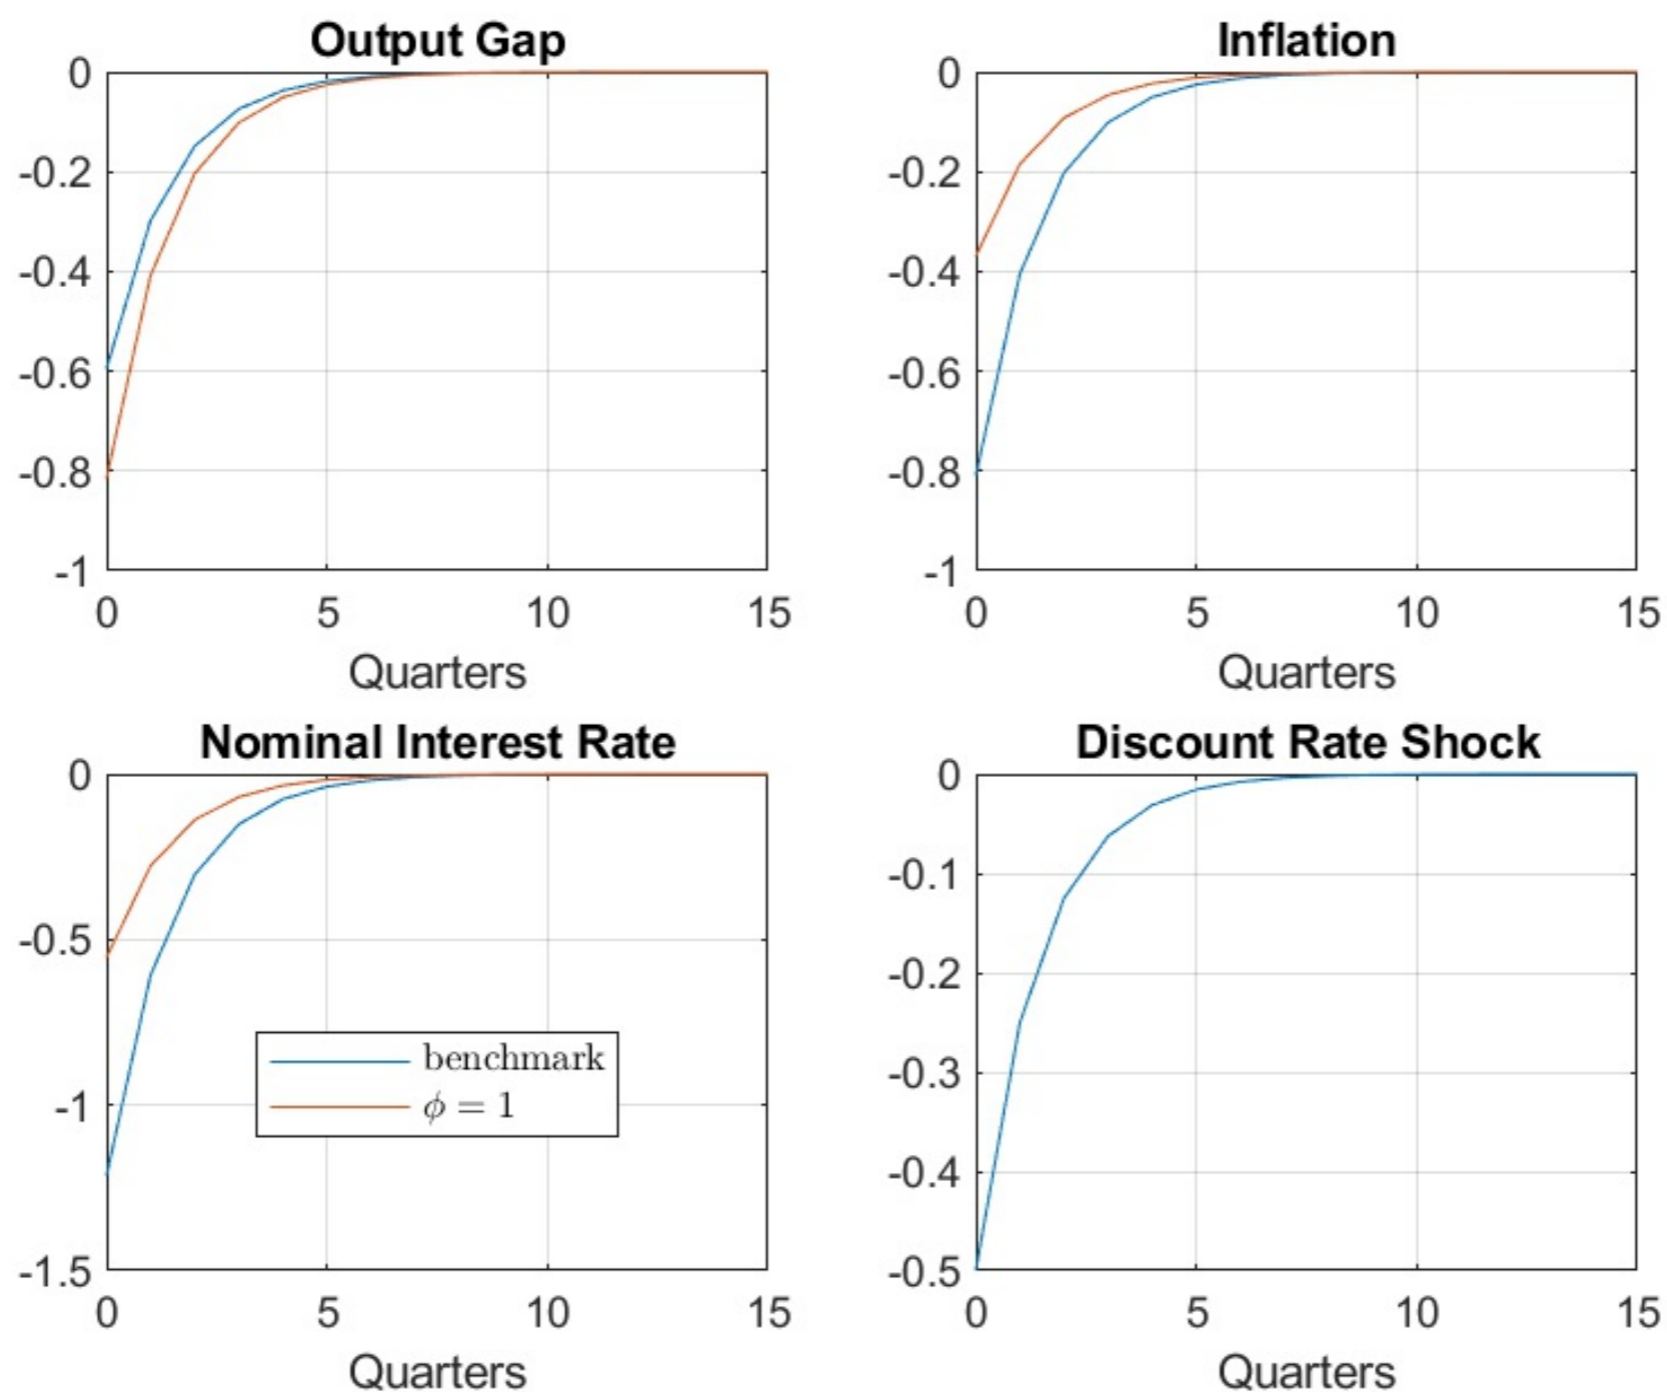 Output Gap
0
-0.2
-0.4
-0.6
-0.8
-1
0 5 10 15
Quarters
Inflation
0
-0.2
-0.4
-0.6
-0.8
-1
0 5 10 15
Quarters
Nominal Interest Rate
0
-0.5
-1
-1.5
benchmark
ϕ = 1
0 5 10 15
Quarters
Discount Rate Shock
0
-0.1
-0.2
-0.3
-0.4
-0.5
0 5 10 15
Quarters